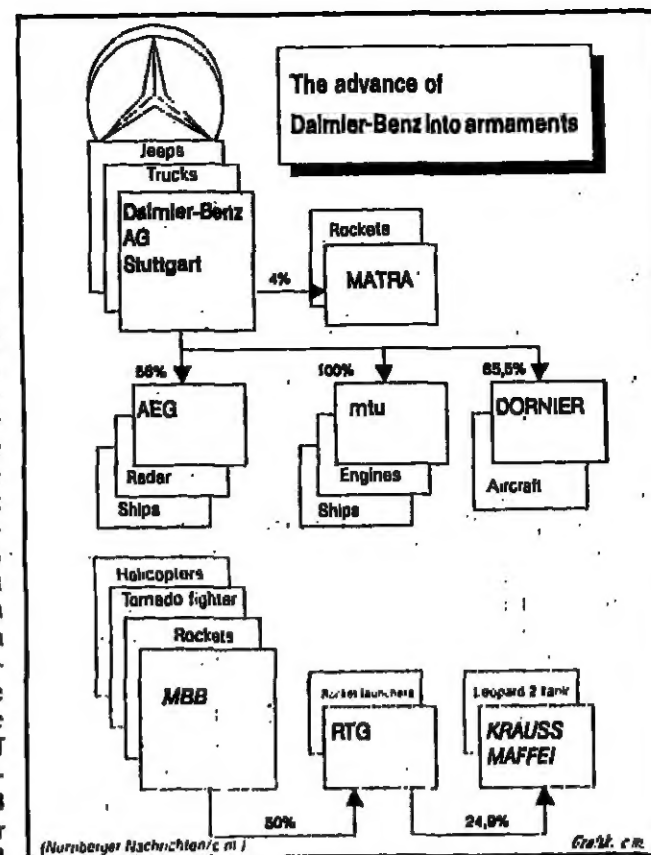 The advance of
Daimler-Benz into armaments
Jeeps
Trucks
Daimler-Benz
AG
Stuttgart
4%
Rockets
MATRA
56%
AEG
Radar
Ships
100%
mtu
Engines
Ships
65,5%
DORNIER
Aircraft
Helicopters
Tornado fighter
Rockets
MBB
50%
Rocket launchers
RTG
24,9%
Leopard 2 tank
KRAUSS
MAFFEI
(Nürnberger Nachrichten/c m)
Grafik: c m